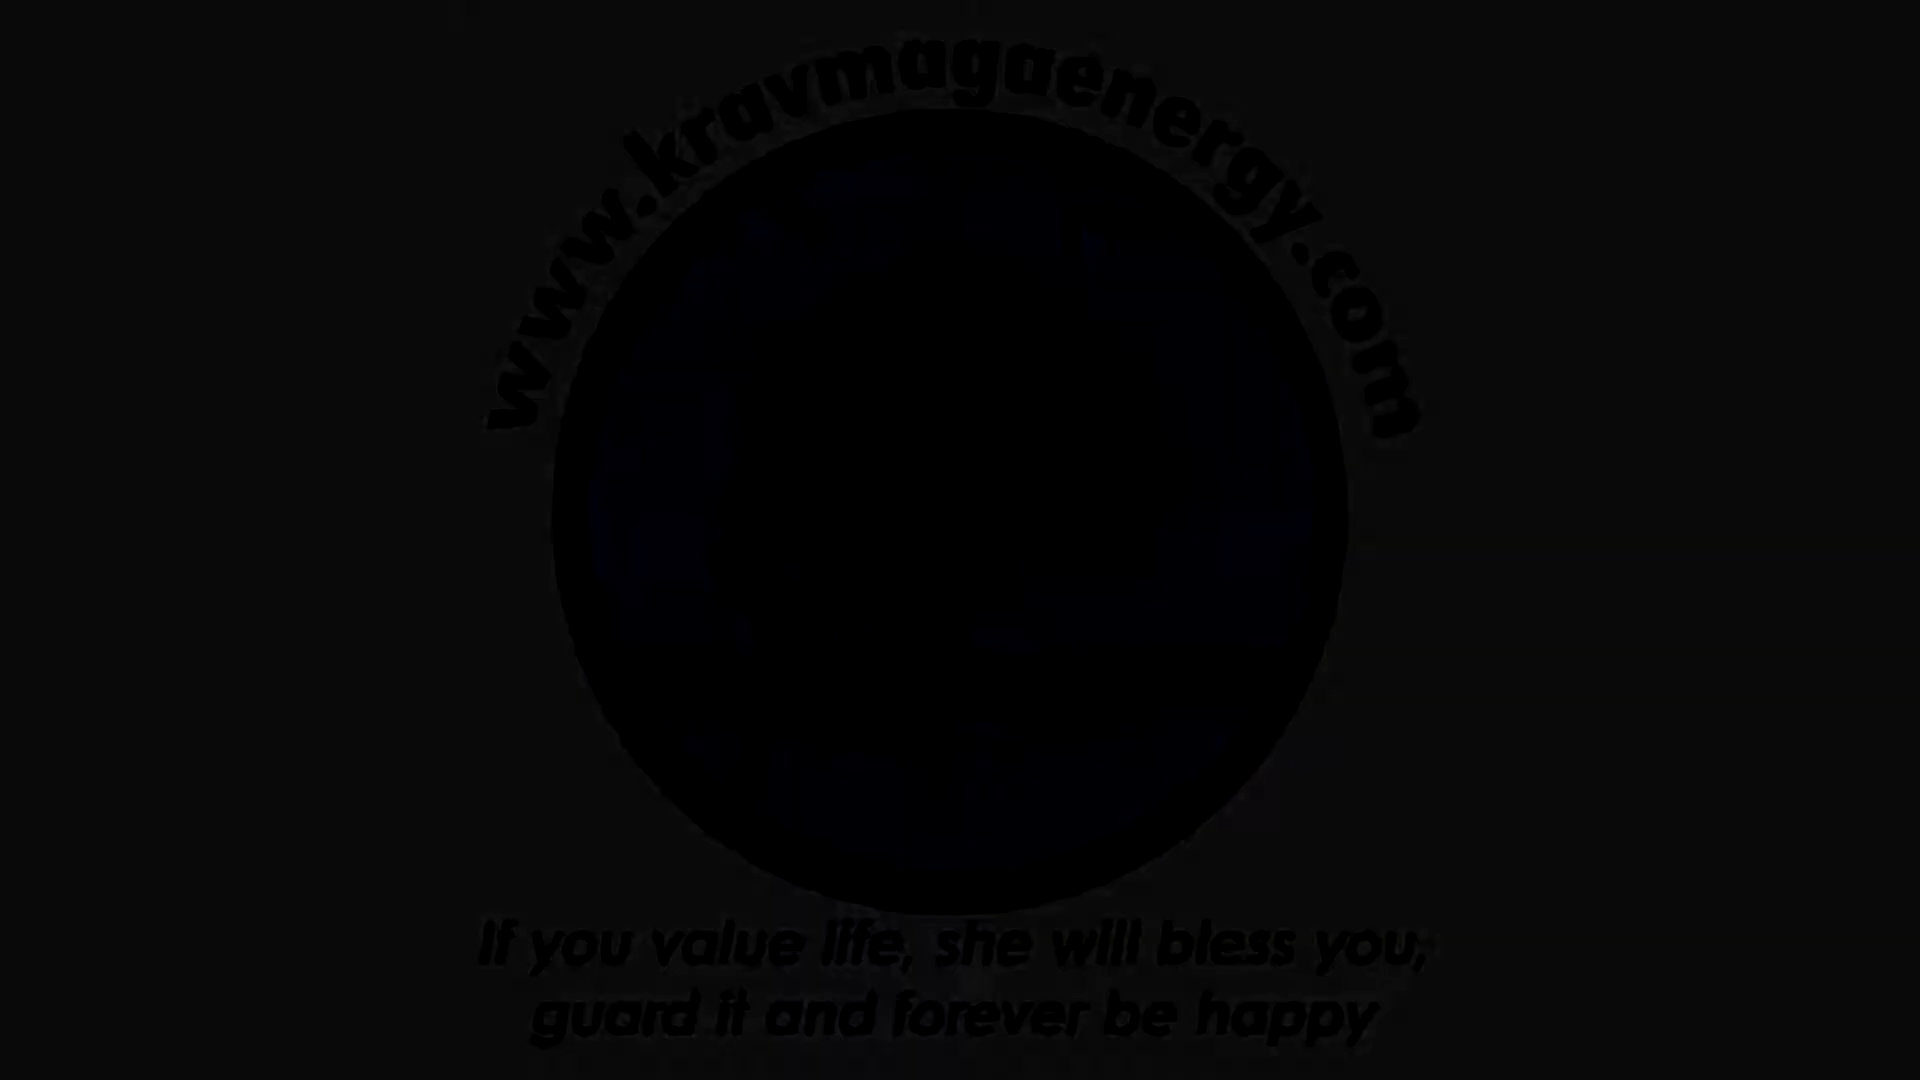 www.kravmagaenergy.com
If you value life, she will bless you,
guard it and forever be happy